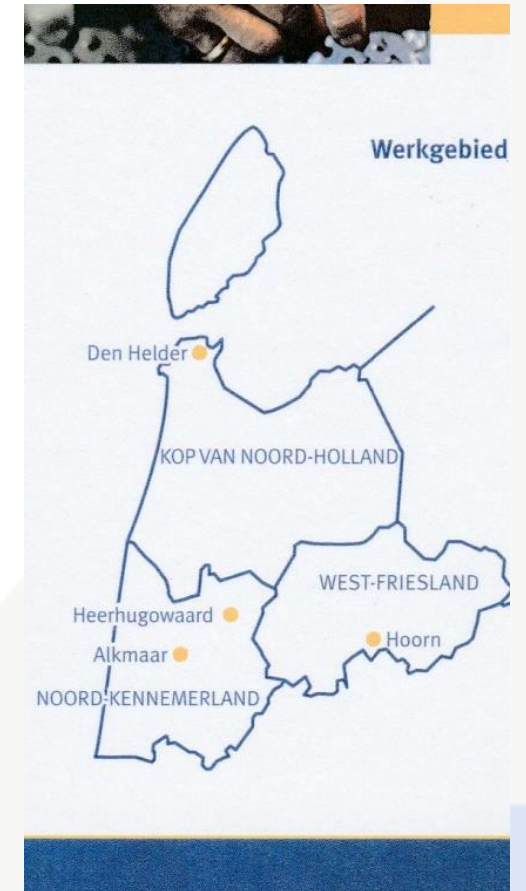 Werkgebied
Den Helder
KOP VAN NOORD-HOLLAND
WEST-FRIESLAND
Heerhugowaard
Hoorn
Alkmaar
NOORD-KENNEMERLAND